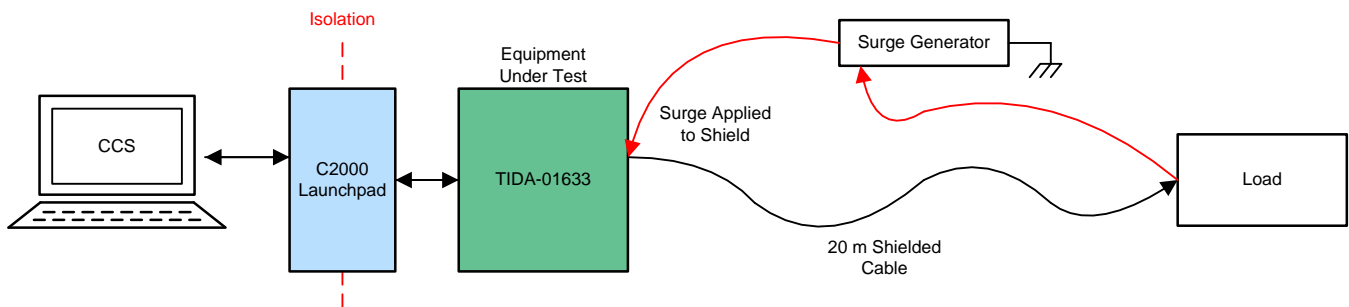 Isolation
CCS
C2000
Launchpad
Equipment
Under Test
TIDA-01633
Surge Applied
to Shield
Surge Generator
20 m Shielded
Cable
Load